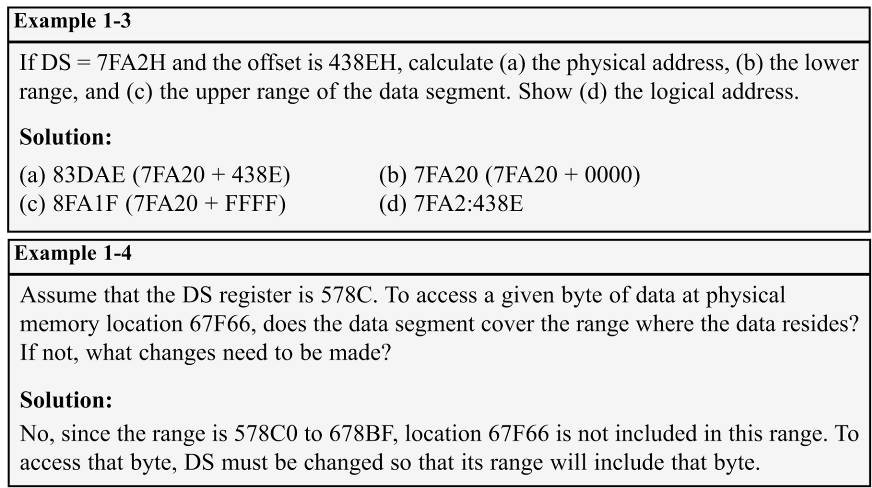 Example 1-3
If DS = 7FA2H and the offset is 438EH, calculate (a) the physical address, (b) the lower
range, and (c) the upper range of the data segment. Show (d) the logical address.
Solution:
(a) 83DAE (7FA20 + 438E) (b) 7FA20 (7FA20 + 0000)
(c) 8FA1F (7FA20 + FFFF) (d) 7FA2:438E
Example 1-4
Assume that the DS register is 578C. To access a given byte of data at physical
memory location 67F66, does the data segment cover the range where the data resides?
If not, what changes need to be made?
Solution:
No, since the range is 578C0 to 678BF, location 67F66 is not included in this range. To
access that byte, DS must be changed so that its range will include that byte.